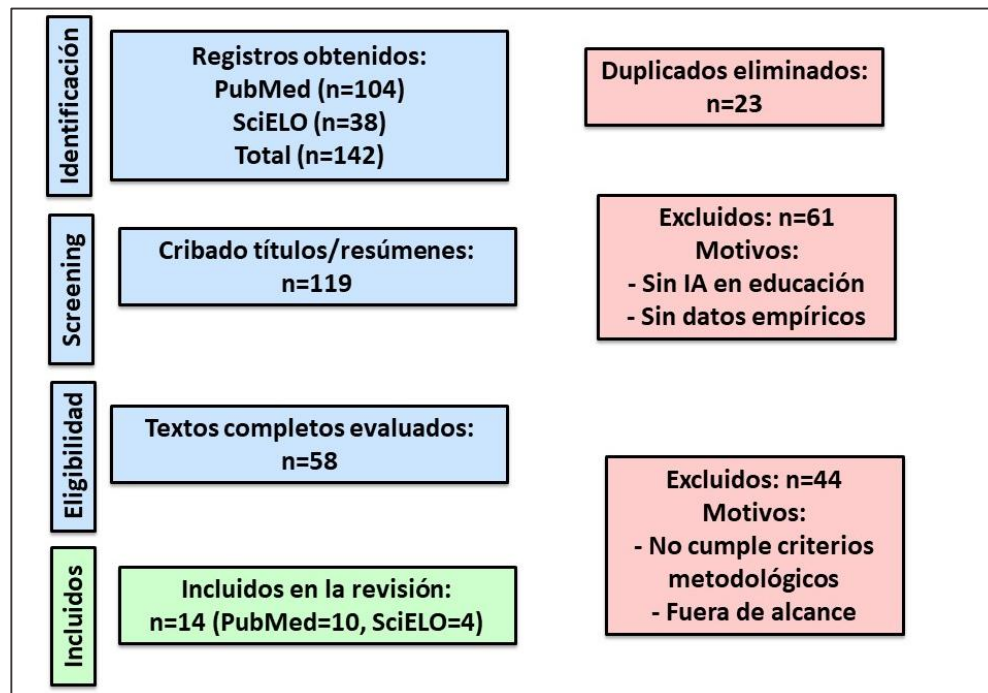 Identificación
Registros obtenidos:
PubMed (n=104)
SciELO (n=38)
Total (n=142)
Duplicados eliminados:
n=23
Screening
Cribado títulos/resúmenes:
n=119
Excluidos: n=61
Motivos:
- Sin IA en educación
- Sin datos empíricos
Eligibilidad
Textos completos evaluados:
n=58
Excluidos: n=44
Motivos:
- No cumple criterios
metodológicos
- Fuera de alcance
Incluidos
Incluidos en la revisión:
n=14 (PubMed=10, SciELO=4)